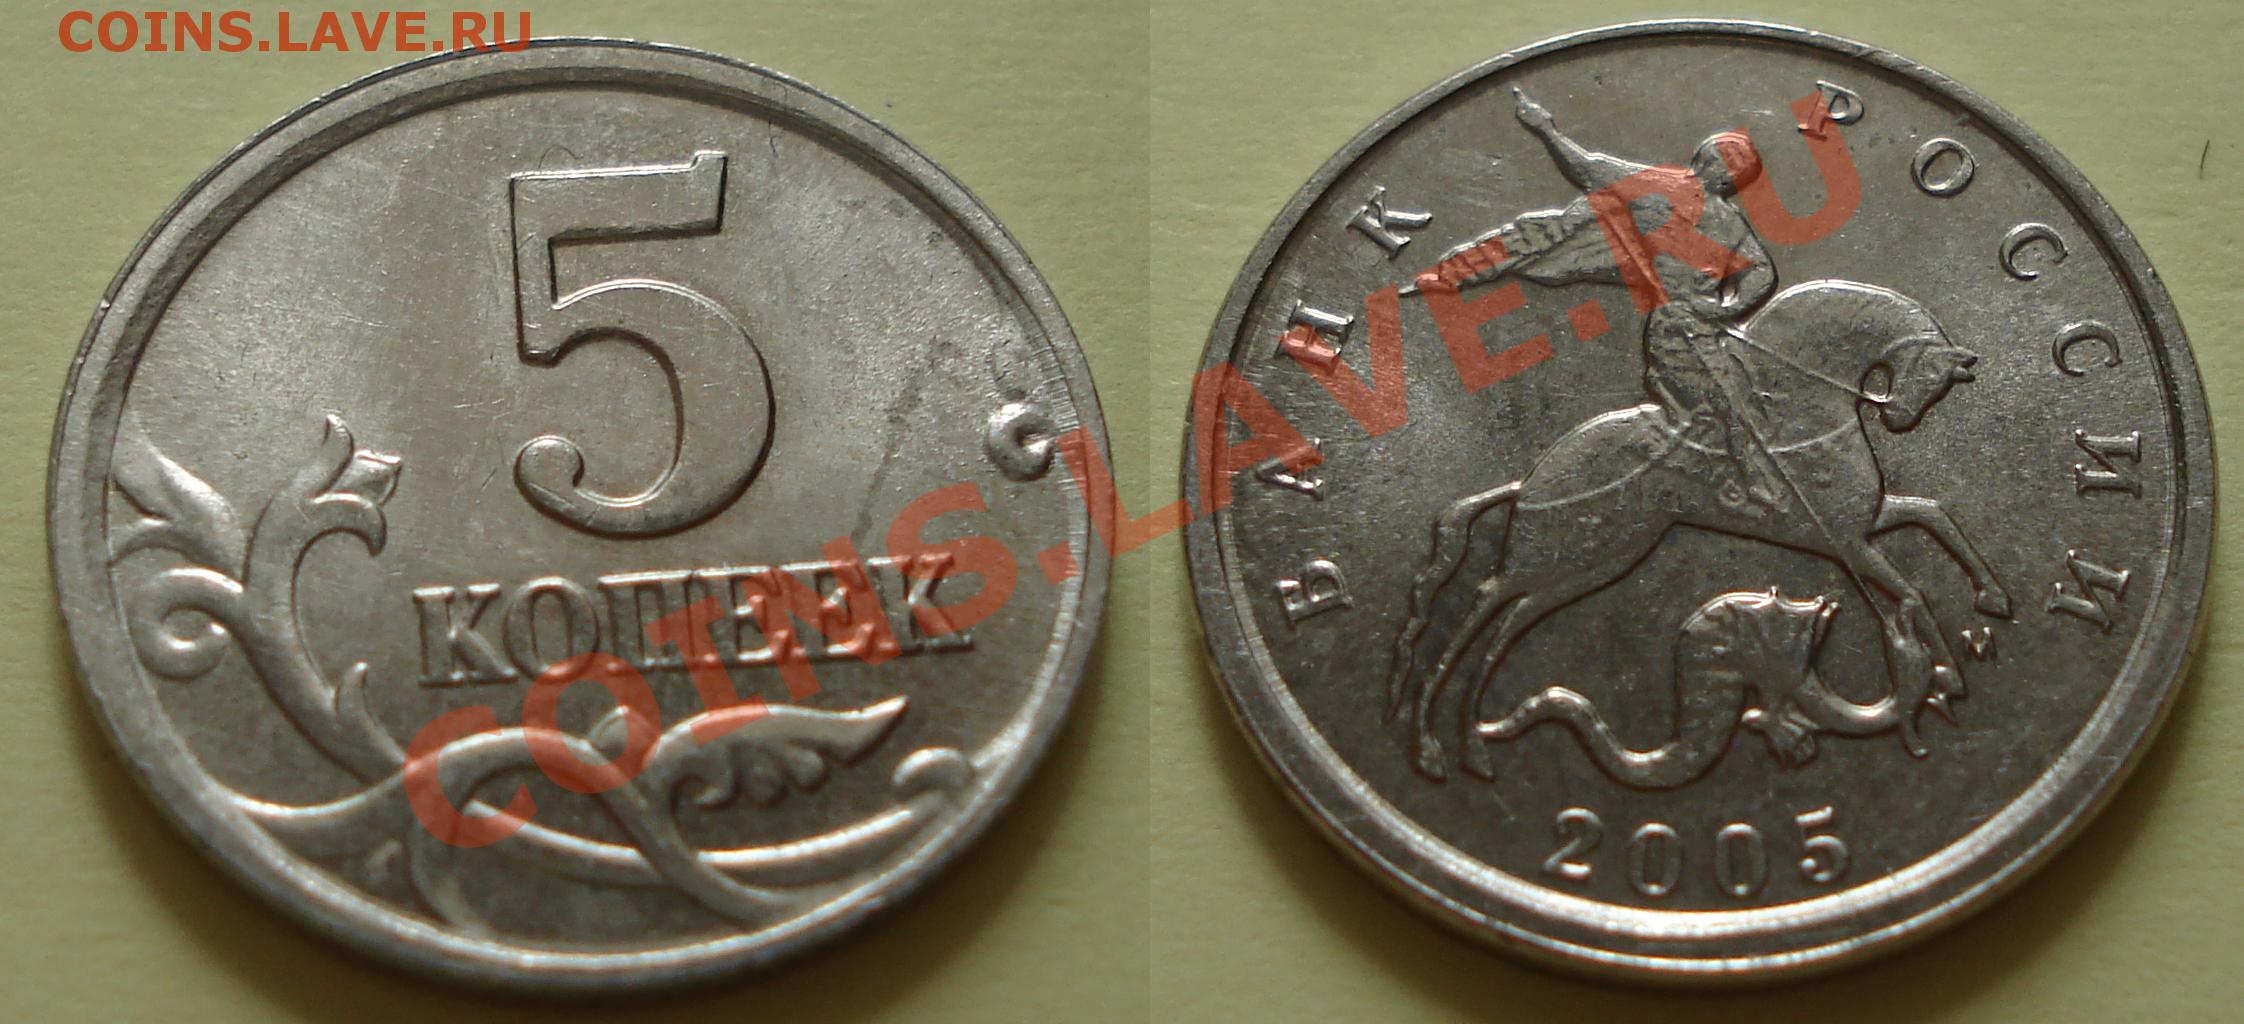 COINS.LAVE.RU
5
КОПЕЕК
БАНК РОССИИ
М
2005
COINS.LAVE.RU